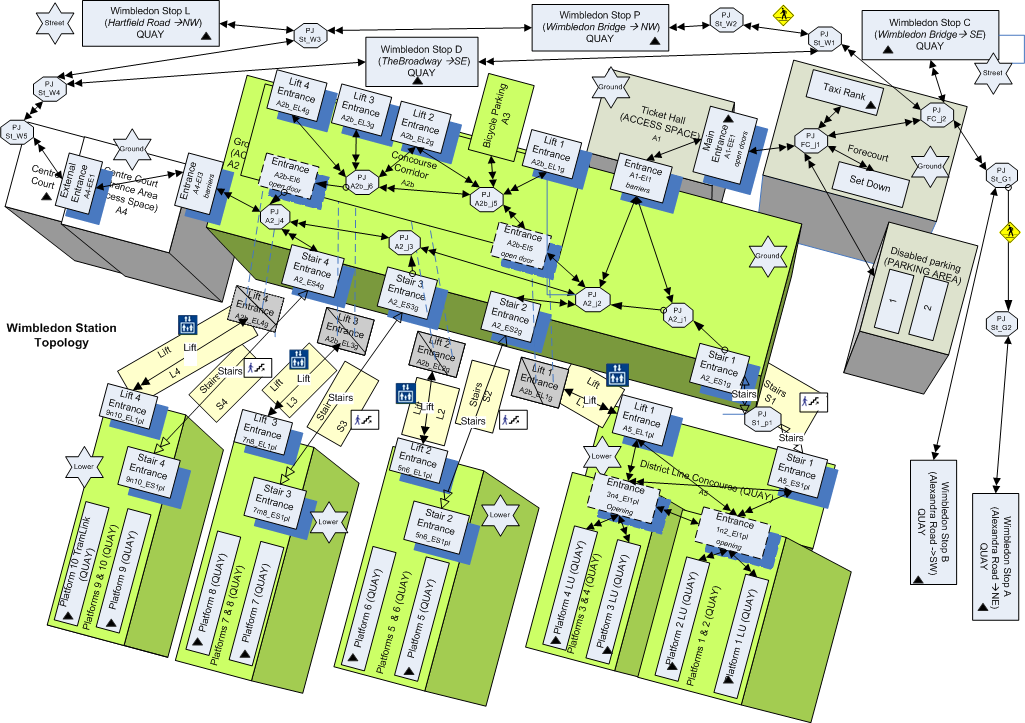 Street
Wimbledon Stop L
(Hartfield Road →NW)
QUAY
PJ
St_W3
Wimbledon Stop P
(Wimbledon Bridge → NW)
QUAY
PJ
St_W2
PJ
St_W1
Wimbledon Stop C
(Wimbledon Bridge→ SE)
QUAY
Street
Wimbledon Stop D
(TheBroadway →SE)
QUAY
PJ
St_W4
PJ
St_W5
Ground
Centre
Court
External
Entrance
A4-EE1
Centre Court
Entrance Area
(Access Space)
A4
Entrance
A4-EI3
barriers
Lift 4
Entrance
A2b_EL4g
Lift 3
Entrance
A2b_EL3g
Lift 2
Entrance
A2b_EL2g
Bicycle Parking
A3
Lift 1
Entrance
A2b_EL1g
Concourse
Corridor
A2b
Entrance
A2b-EI6
open door
PJ
A2b_j6
PJ
A2b_j5
Entrance
A2b-EI5
open door
Ground
Ticket Hall
(ACCESS SPACE)
A1
Main
Entrance
A1-EE1
open doors
Entrance
A1-EI1
barriers
Taxi Rank
PJ
FC_j1
PJ
FC_j2
Forecourt
Set Down
Ground
PJ
St_G1
PJ
St_G2
Disabled parking
(PARKING AREA)
1
2
Ground
PJ
A2_j4
PJ
A2_j3
PJ
A2_j2
PJ
A2_j1
Stair 4
Entrance
A2_ES4g
Stair 3
Entrance
A2_ES3g
Stair 2
Entrance
A2_ES2g
Stair 1
Entrance
A2_ES1g
Wimbledon Station
Topology
Lift 4
Entrance
A2b_EL4g
Lift 3
Entrance
A2b_EL3g
Lift 2
Entrance
A2b_EL2g
Lift 1
Entrance
A2b_EL1g
Lift
Lift
L4
Stairs
Stairs
S4
Lift
Lift
L3
Stairs
Stairs
S3
Lift
Lift
L2
Stairs
Stairs
S2
Lift
Lift
Stairs
Stairs
S1
Stairs
PJ
S1_p1
Lift 4
Entrance
9n10_EL1pl
Stair 4
Entrance
9n10_ES1pl
Lower
Platform 10 TramLink
(QUAY)
Platforms 9 & 10 (QUAY)
Platform 9 (QUAY)
Lift 3
Entrance
7n8_EL1pl
Stair 3
Entrance
7m8_ES1pl
Lower
Platform 8 (QUAY)
Platforms 7 & 8 (QUAY)
Platform 7 (QUAY)
Lift 2
Entrance
5n6_EL1pl
Stair 2
Entrance
5n6_ES1pl
Lower
Platform 6 (QUAY)
Platforms 5 & 6 (QUAY)
Platform 5 (QUAY)
Lift 1
Entrance
A5_EL1pl
Stair 1
Entrance
A5_ES1pl
Lower
District Line Concourse (QUAY)
A5
Entrance
3n4_EI1pl
Opening
Entrance
1n2_EI1pl
opening
Platform 4 LU (QUAY)
Platforms 3 & 4 (QUAY)
Platform 3 LU (QUAY)
Platform 2 LU (QUAY)
Platforms 1 & 2 (QUAY)
Platform 1 LU (QUAY)
Wimbledon Stop B
(Alexandra Road ->SW)
QUAY
Wimbledon Stop A
(Alexandra Road →NE)
QUAY